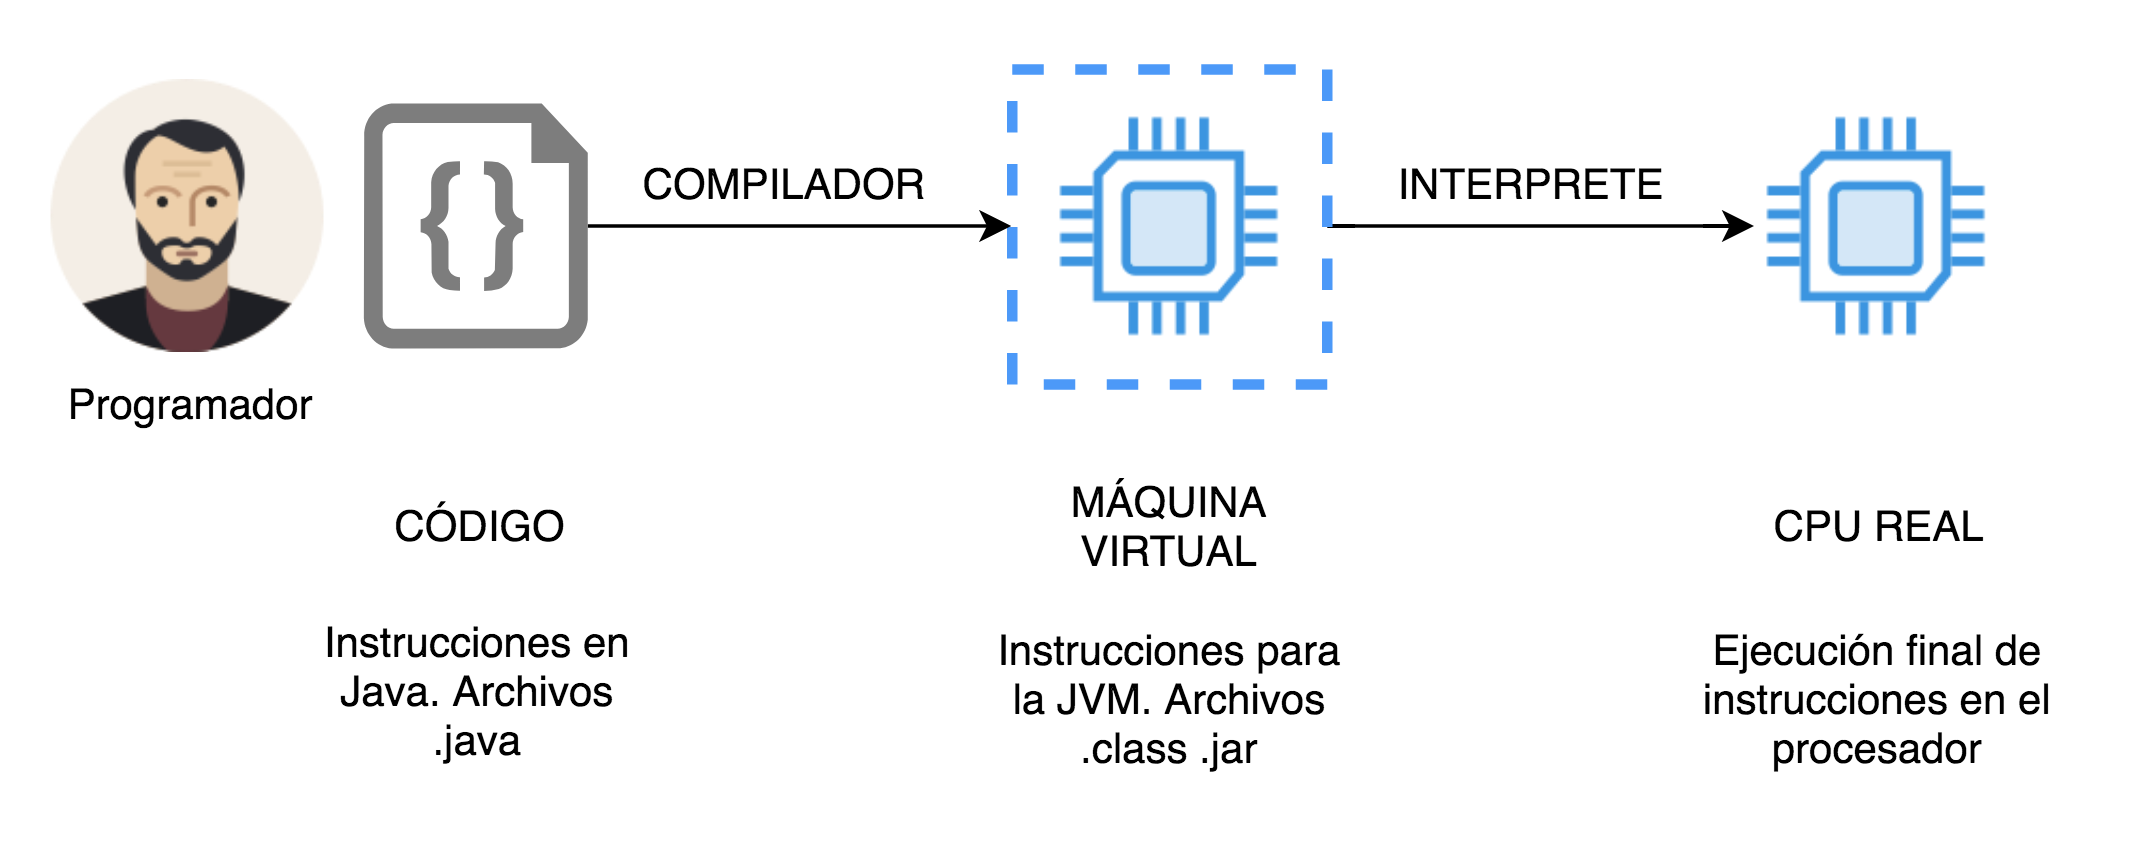 COMPILADOR
INTERPRETE
Programador
CÓDIGO
MÁQUINA
VIRTUAL
CPU REAL
Instrucciones en
Java. Archivos
.java
Instrucciones para
la JVM. Archivos
.class .jar
Ejecución final de
instrucciones en el
procesador